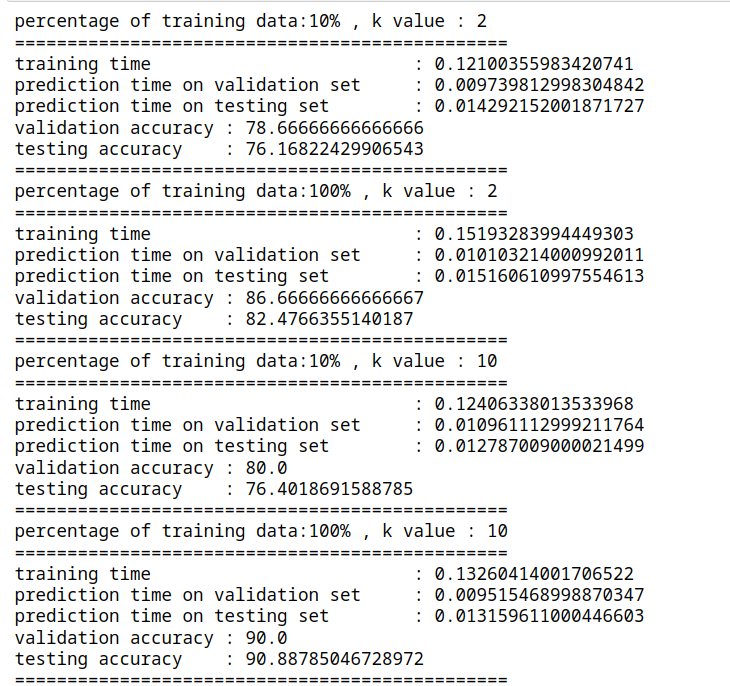 percentage of training data:10% , k value : 2
===============================================
training time                         : 0.12100355983420741
prediction time on validation set     : 0.009739812998304842
prediction time on testing set        : 0.014292152001871727
validation accuracy : 78.66666666666666
testing accuracy    : 76.16822429906543
===============================================
percentage of training data:100% , k value : 2
===============================================
training time                         : 0.15193283994449303
prediction time on validation set     : 0.010103214000992011
prediction time on testing set        : 0.015160610997554613
validation accuracy : 86.66666666666667
testing accuracy    : 82.4766355140187
===============================================
percentage of training data:10% , k value : 10
===============================================
training time                         : 0.12406338013533968
prediction time on validation set     : 0.010961112999211764
prediction time on testing set        : 0.012787009000021499
validation accuracy : 80.0
testing accuracy    : 76.4018691588785
===============================================
percentage of training data:100% , k value : 10
===============================================
training time                         : 0.13260414001706522
prediction time on validation set     : 0.009515468998870347
prediction time on testing set        : 0.013159611000446603
validation accuracy : 90.0
testing accuracy    : 90.88785046728972
===============================================